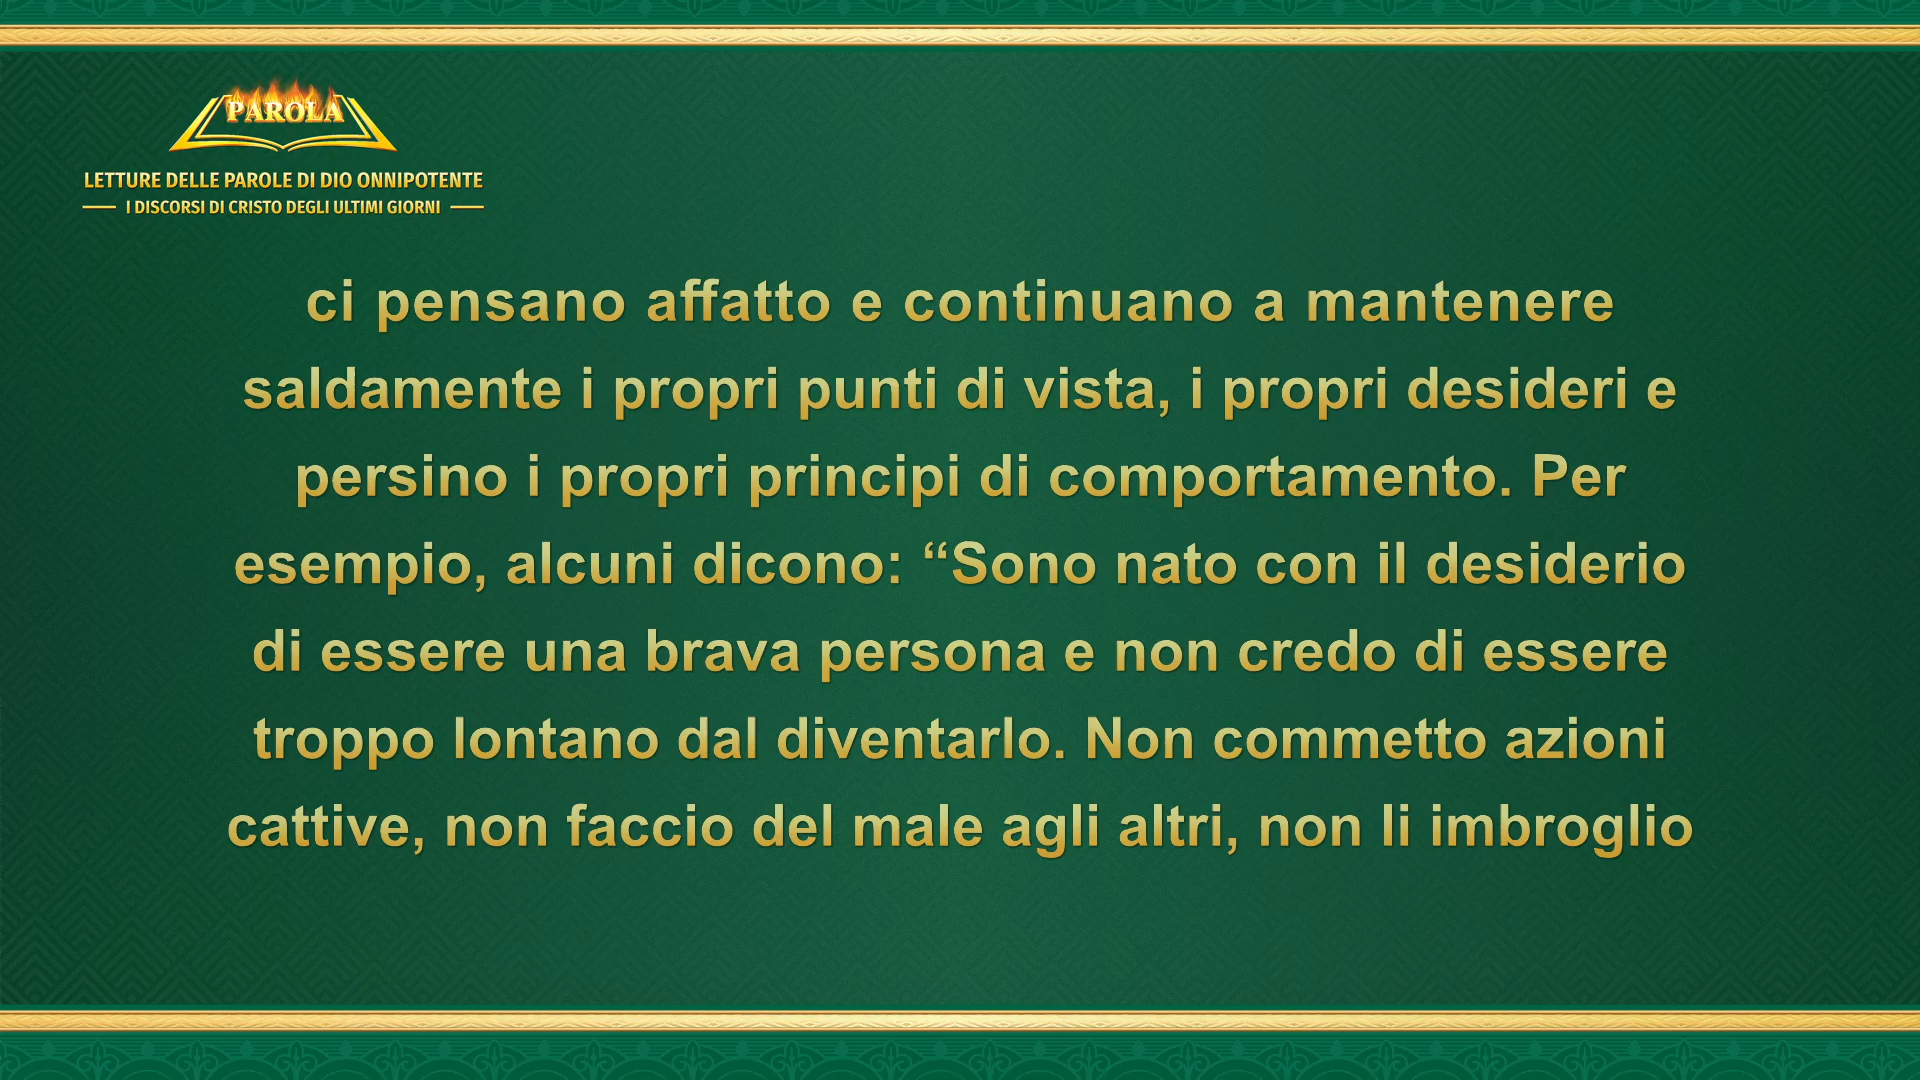 PAROLA
LETTURE DELLE PAROLE DI DIO ONNIPOTENTE
I DISCORSI DI CRISTO DEGLI ULTIMI GIORNI
ci pensano affatto e continuano a mantenere
saldamente i propri punti di vista, i propri desideri e
persino i propri principi di comportamento. Per
esempio, alcuni dicono: “Sono nato con il desiderio
di essere una brava persona e non credo di essere
troppo lontano dal diventarlo. Non commetto azioni
cattive, non faccio del male agli altri, non li imbroglio